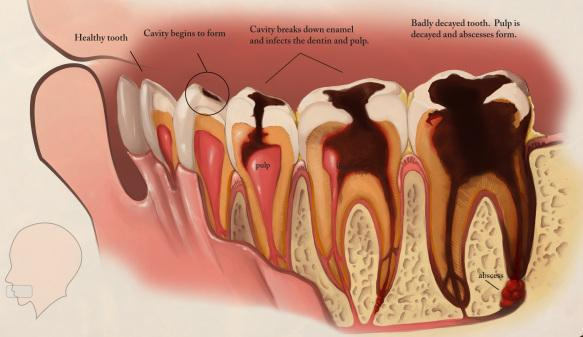 Healthy tooth
Cavity begins to form
Cavity breaks down enamel
and infects the dentin and pulp.
Badly decayed tooth. Pulp is
decayed and abscesses form.
pulp
abscess